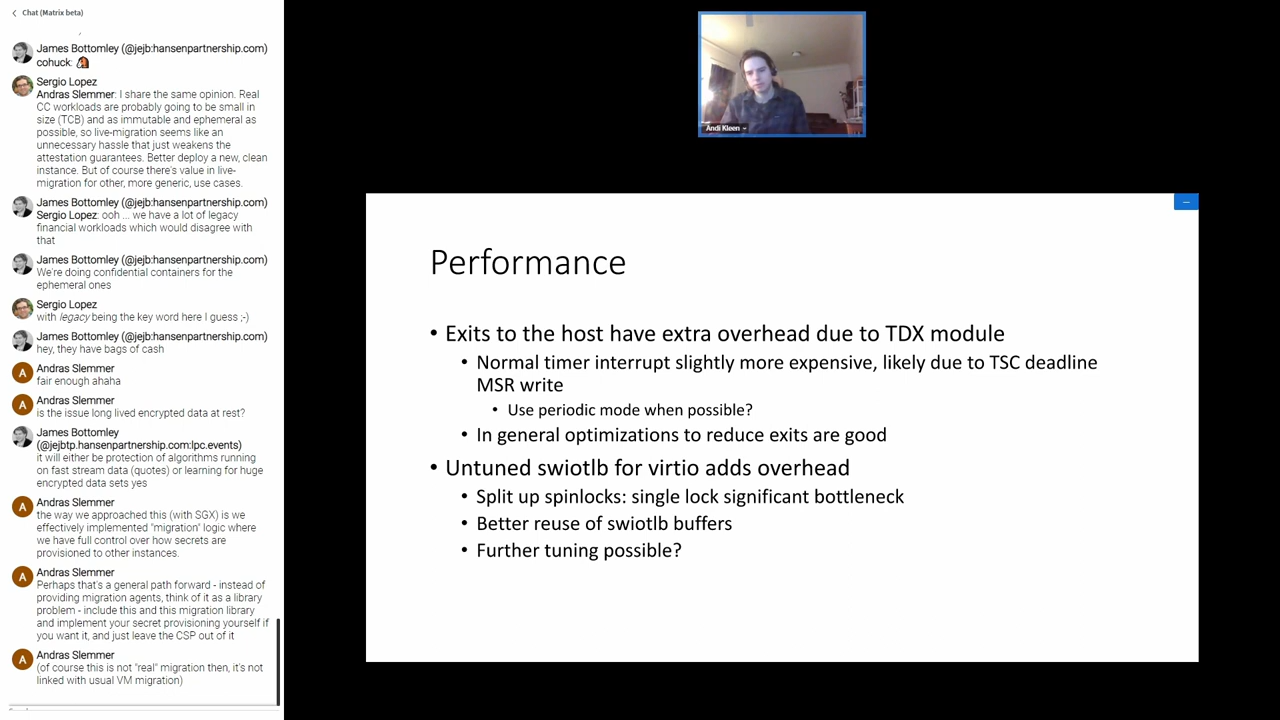 Chat (Matrix beta)
James Bottomley (@jejb:hansenpartnership.com)
cohuck:
Sergio Lopez
Andras Slemmer: I share the same opinion. Real
CC workloads are probably going to be small in
size (TCB) and as immutable and ephemeral as
possible, so live-migration seems like an
unnecessary hassle that just weakens the
attestation guarantees. Better deploy a new, clean
instance. But of course there's value in live-
migration for other, more generic, use cases.
James Bottomley (@jejb:hansenpartnership.com)
Sergio Lopez: ooh ... we have a lot of legacy
financial workloads which would disagree with
that
James Bottomley (@jejb:hansenpartnership.com)
We're doing confidential containers for the
ephemeral ones
Sergio Lopez
with legacy being the key word here I guess ;-)
James Bottomley (@jejb:hansenpartnership.com)
hey, they have bags of cash
A
Andras Slemmer
fair enough ahaha
A
Andras Slemmer
is the issue long lived encrypted data at rest?
James Bottomley
(@jejbtp.hansenpartnership.com:lpc.events)
it will either be protection of algorithms running
on fast stream data (quotes) or learning for huge
encrypted data sets yes
A
Andras Slemmer
the way we approached this (with SGX) is we
effectively implemented "migration" logic where
we have full control over how secrets are
provisioned to other instances.
A
Andras Slemmer
Perhaps that's a general path forward - instead of
providing migration agents, think of it as a library
problem - include this and this migration library
and implement your secret provisioning yourself if
you want it, and just leave the CSP out of it
A
Andras Slemmer
(of course this is not "real" migration then, it's not
linked with usual VM migration)
Andi Kleen
Performance
• Exits to the host have extra overhead due to TDX module
• Normal timer interrupt slightly more expensive, likely due to TSC deadline
MSR write
• Use periodic mode when possible?
• In general optimizations to reduce exits are good
• Untuned swiotlb for virtio adds overhead
• Split up spinlocks: single lock significant bottleneck
• Better reuse of swiotlb buffers
• Further tuning possible?